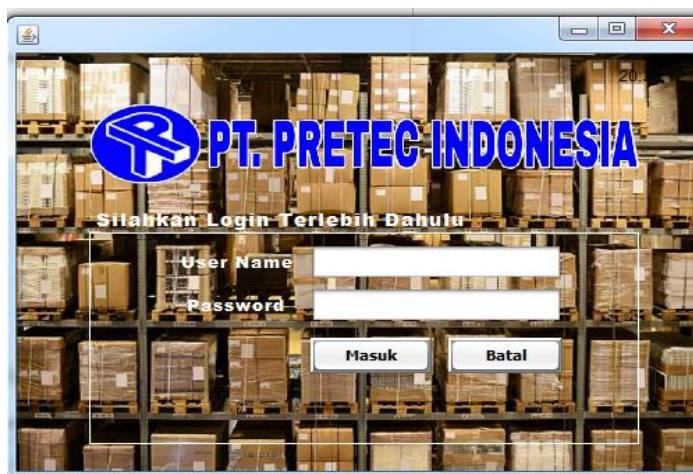 PT. PRETEC INDONESIA
Silahkan Login Terlebih Dahulu
User Name
Password
Masuk
Batal